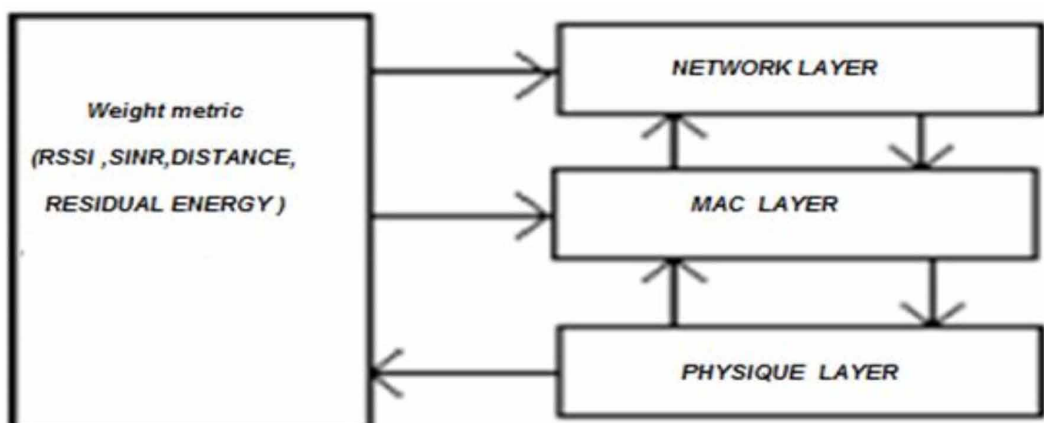 Weight metric
(RSSI ,SINR,DISTANCE,
RESIDUAL ENERGY )
NETWORK LAYER
MAC LAYER
PHYSIQUE LAYER